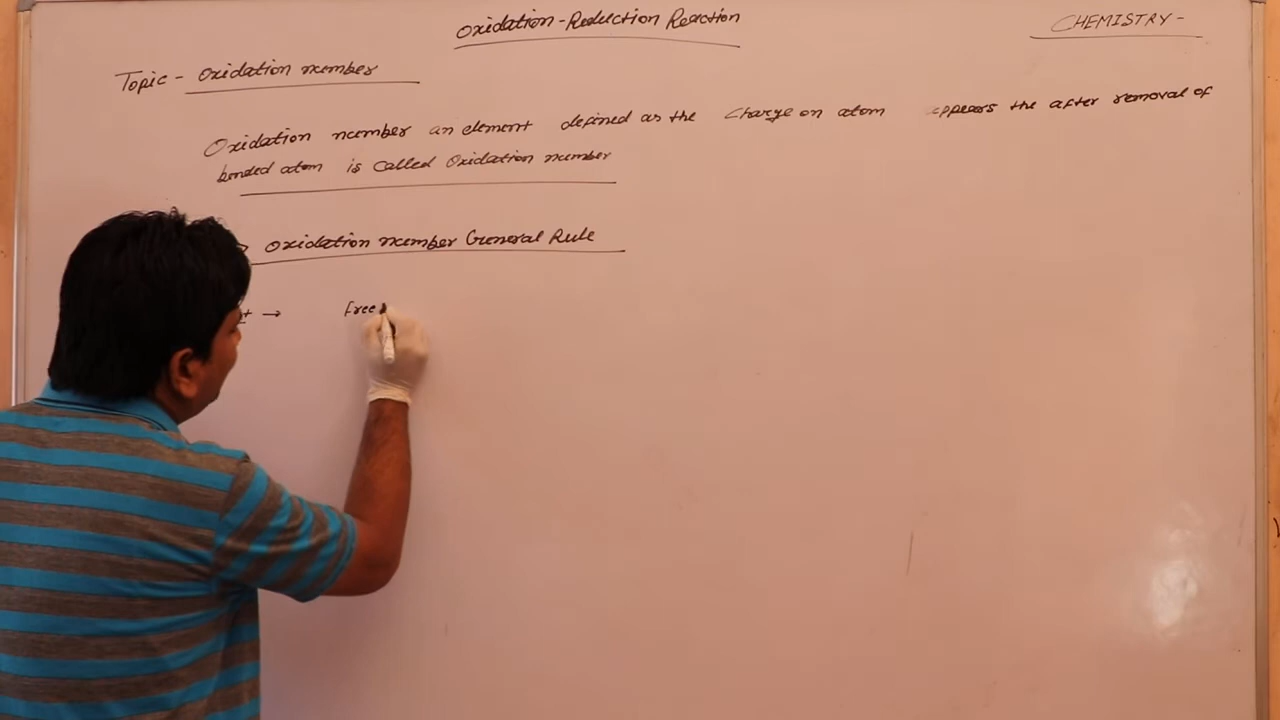 Oxidation-Reduction Reaction
CHEMISTRY-
Topic - Oxidation number
Oxidation number an element defined as the Charge on atom appears the after removal of
bonded atom is called Oxidation number
Oxidation number General Rule
→ Free